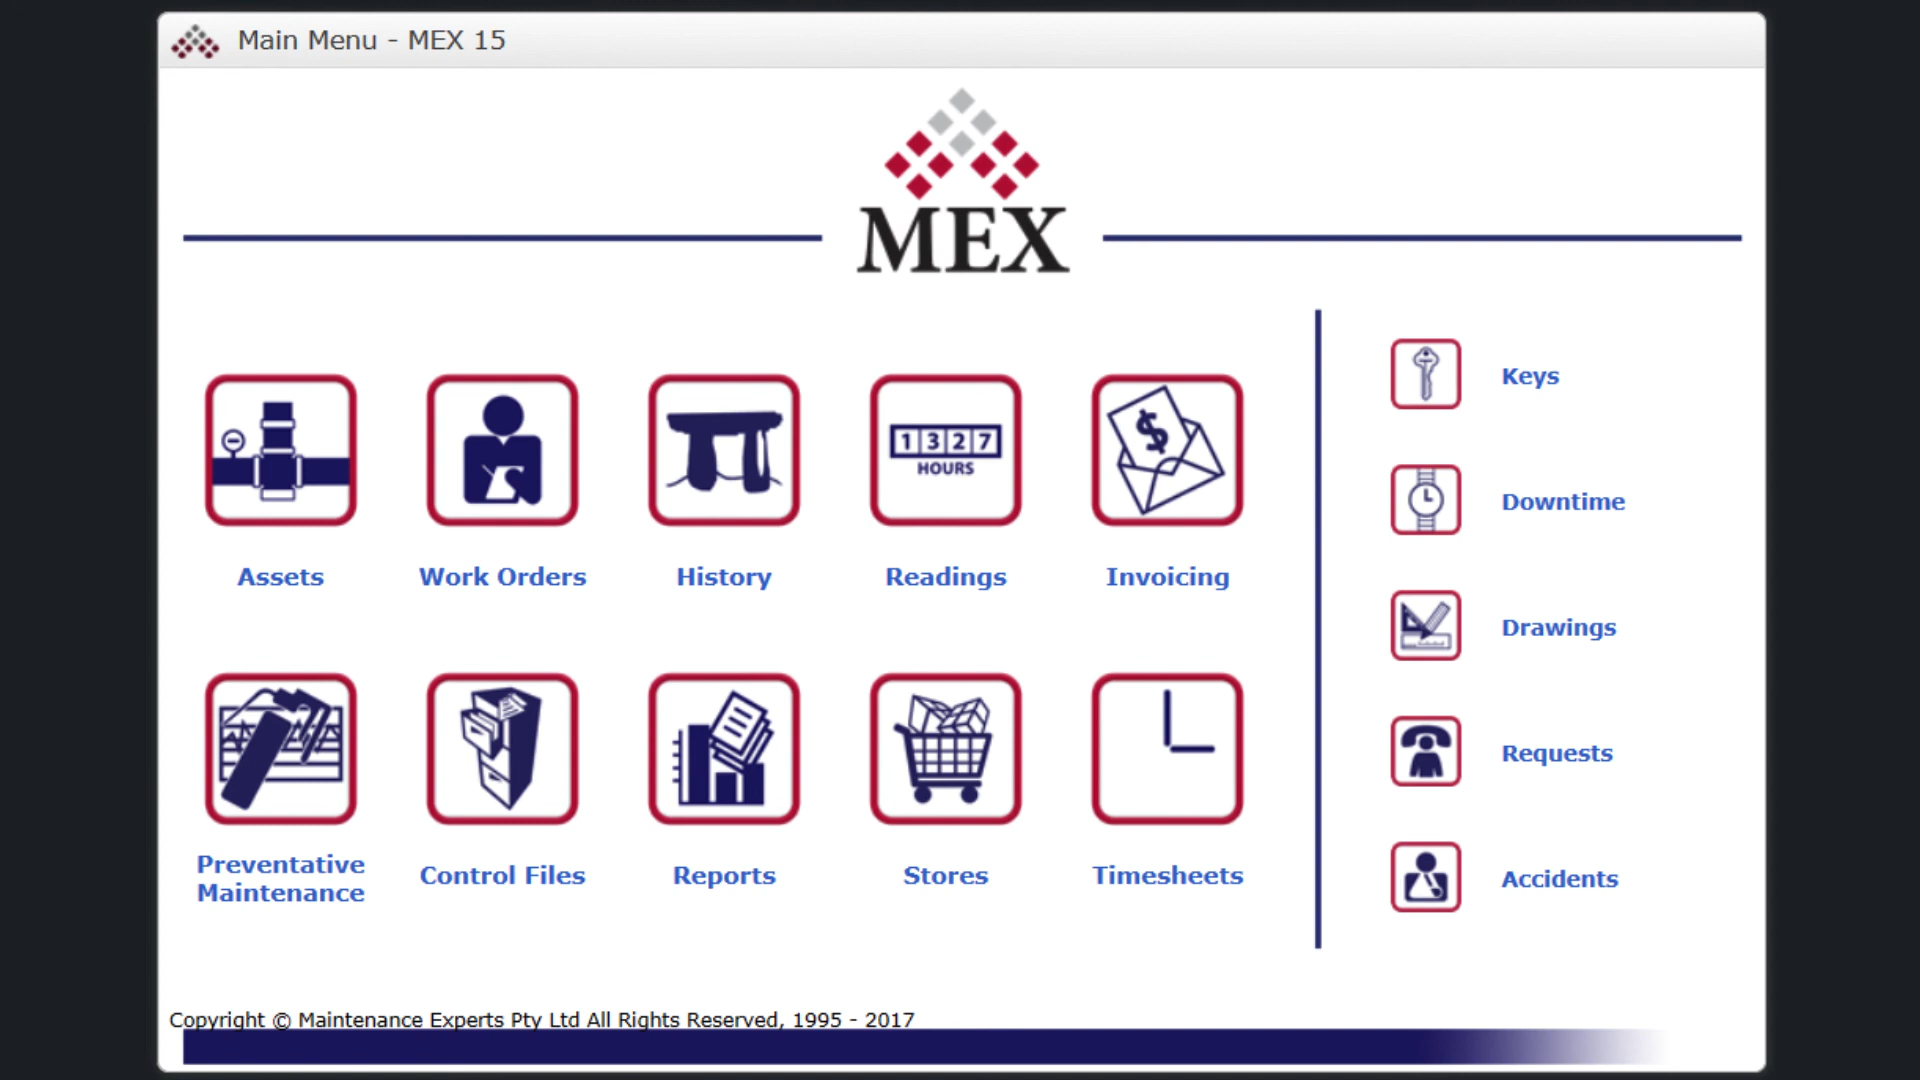 Main Menu - MEX 15
MEX
1327
HOURS
$
Assets
Work Orders
History
Readings
Invoicing
Preventative
Maintenance
Control Files
Reports
Stores
Timesheets
Keys
Downtime
Drawings
Requests
Accidents
Copyright © Maintenance Experts Pty Ltd All Rights Reserved, 1995 - 2017